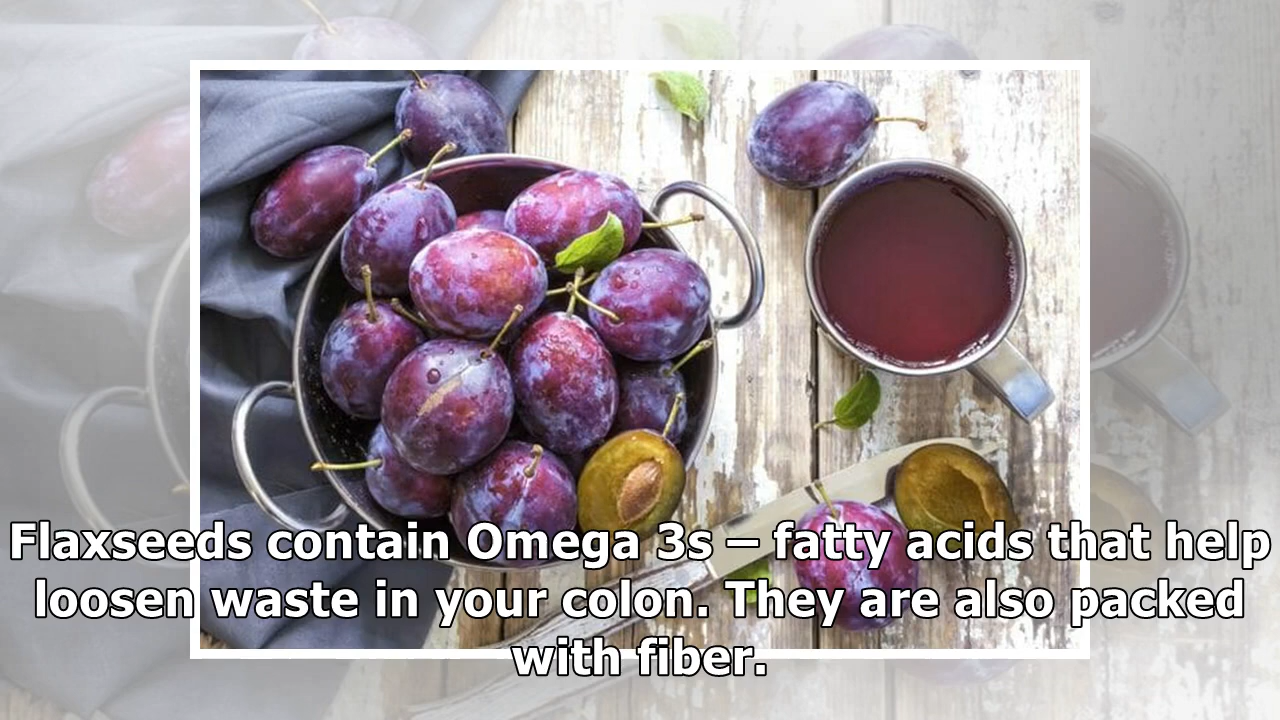 Flaxseeds contain Omega 3s – fatty acids that help
loosen waste in your colon. They are also packed
with fiber.